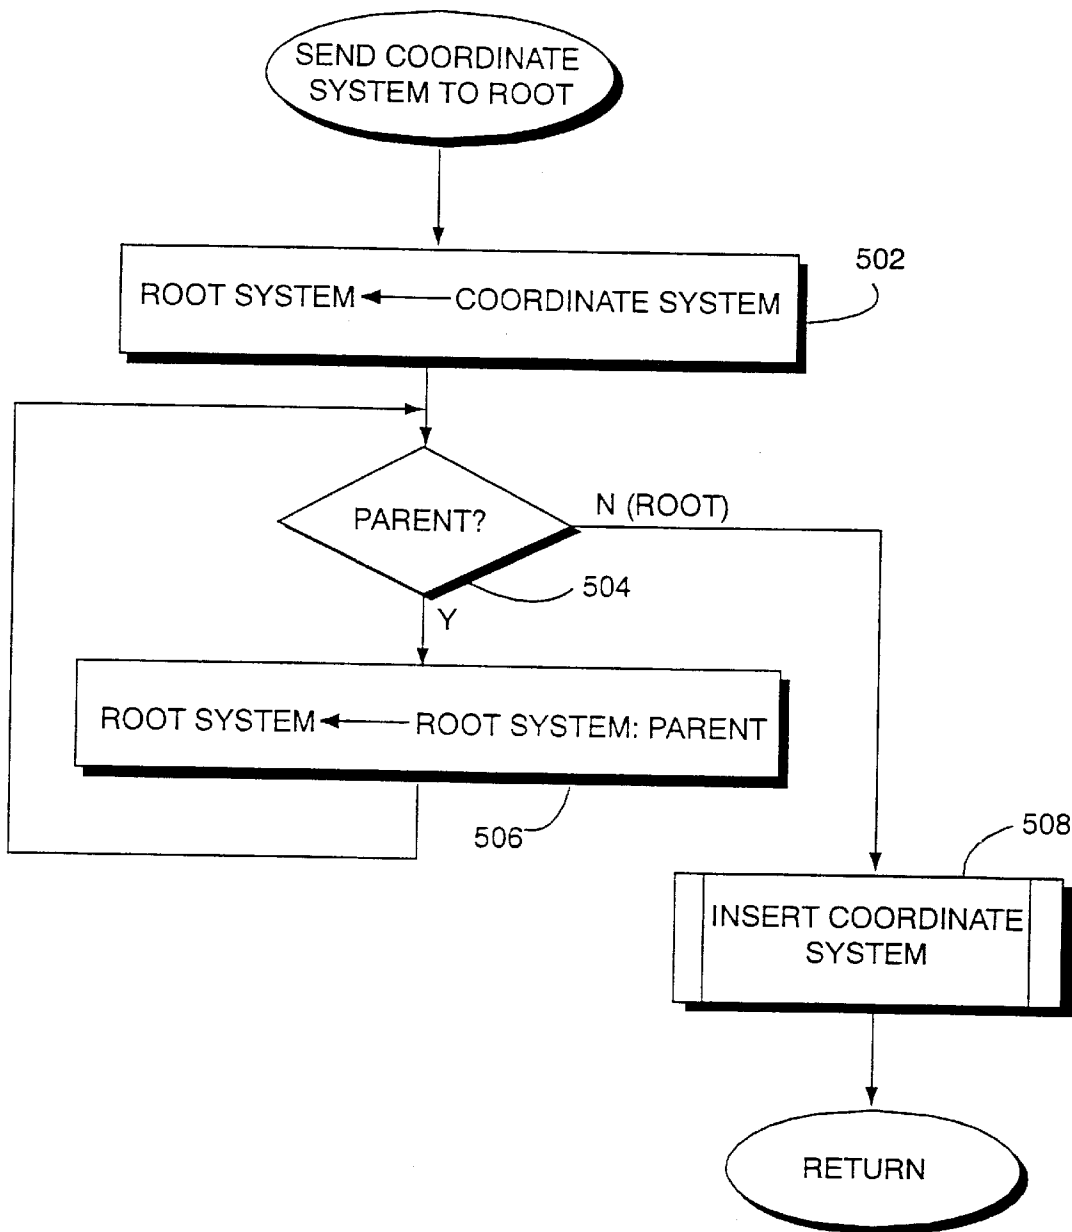 SEND COORDINATE
SYSTEM TO ROOT
502
ROOT SYSTEM ← COORDINATE SYSTEM
PARENT?
N (ROOT)
504
Y
ROOT SYSTEM ← ROOT SYSTEM: PARENT
506
508
INSERT COORDINATE
SYSTEM
RETURN